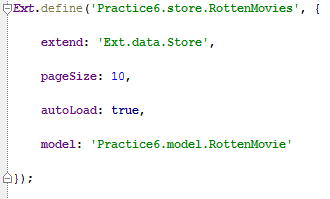 Ext.define('Practice6.store.RottenMovies', {
extend: 'Ext.data.Store',
pageSize: 10,
autoLoad: true,
model: 'Practice6.model.RottenMovie'
});